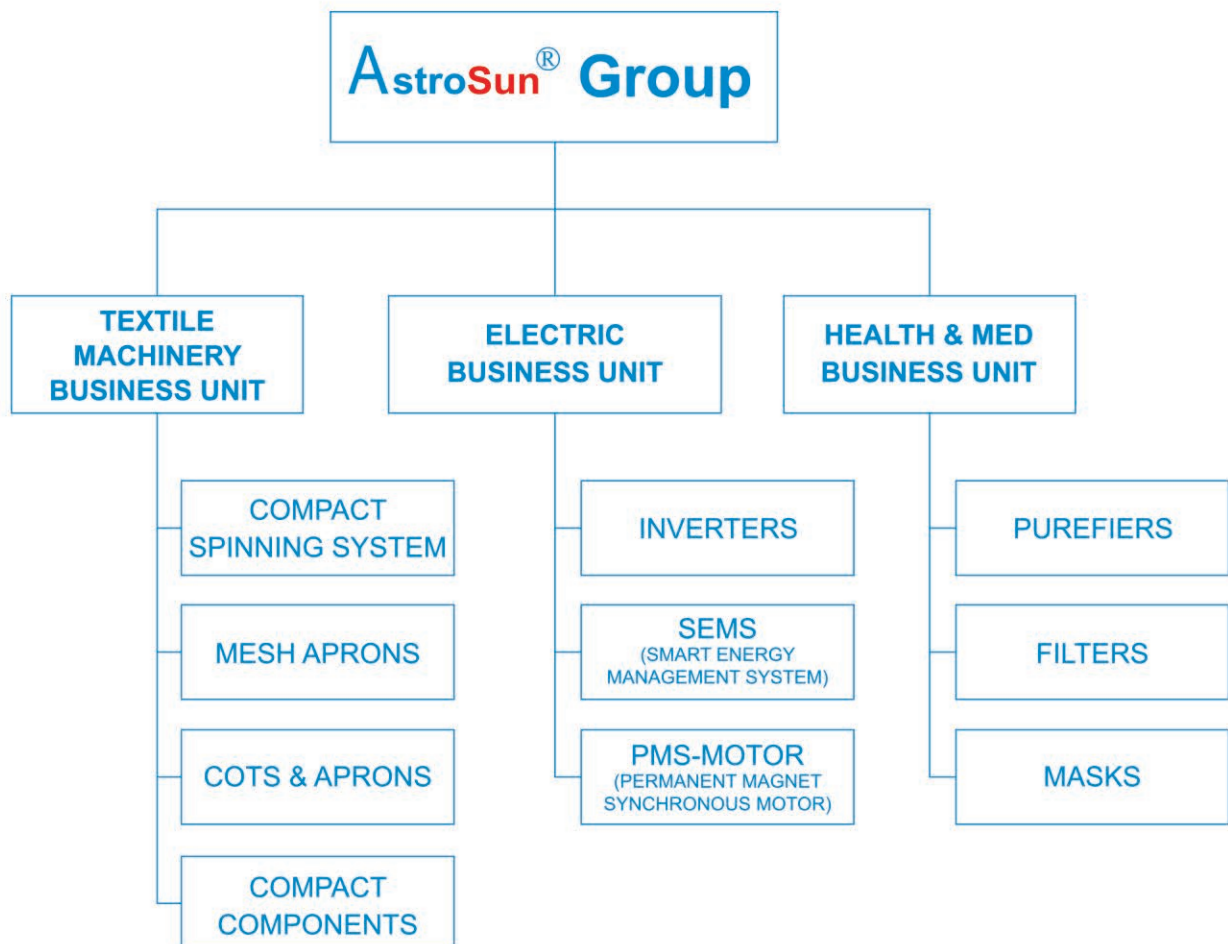 AstroSun® Group
TEXTILE
MACHINERY
BUSINESS UNIT
COMPACT
SPINNING SYSTEM
MESH APRONS
COTS & APRONS
COMPACT
COMPONENTS
ELECTRIC
BUSINESS UNIT
INVERTERS
SEMS
(SMART ENERGY
MANAGEMENT SYSTEM)
PMS-MOTOR
(PERMANENT MAGNET
SYNCHRONOUS MOTOR)
HEALTH & MED
BUSINESS UNIT
PUREFIERS
FILTERS
MASKS